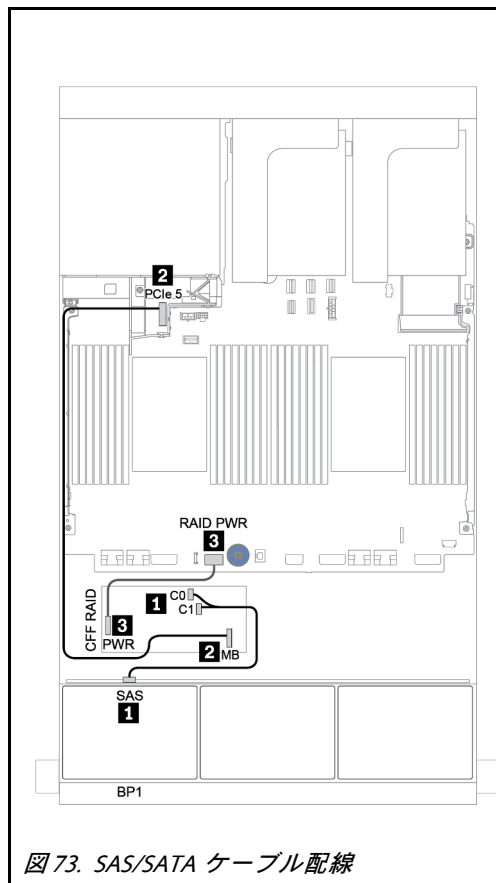 2
PCIe 5
RAID PWR
3
CFF RAID
1
C0
C1
3
PWR
2
MB
SAS
1
BP1
図 73. SAS/SATA ケーブル配線